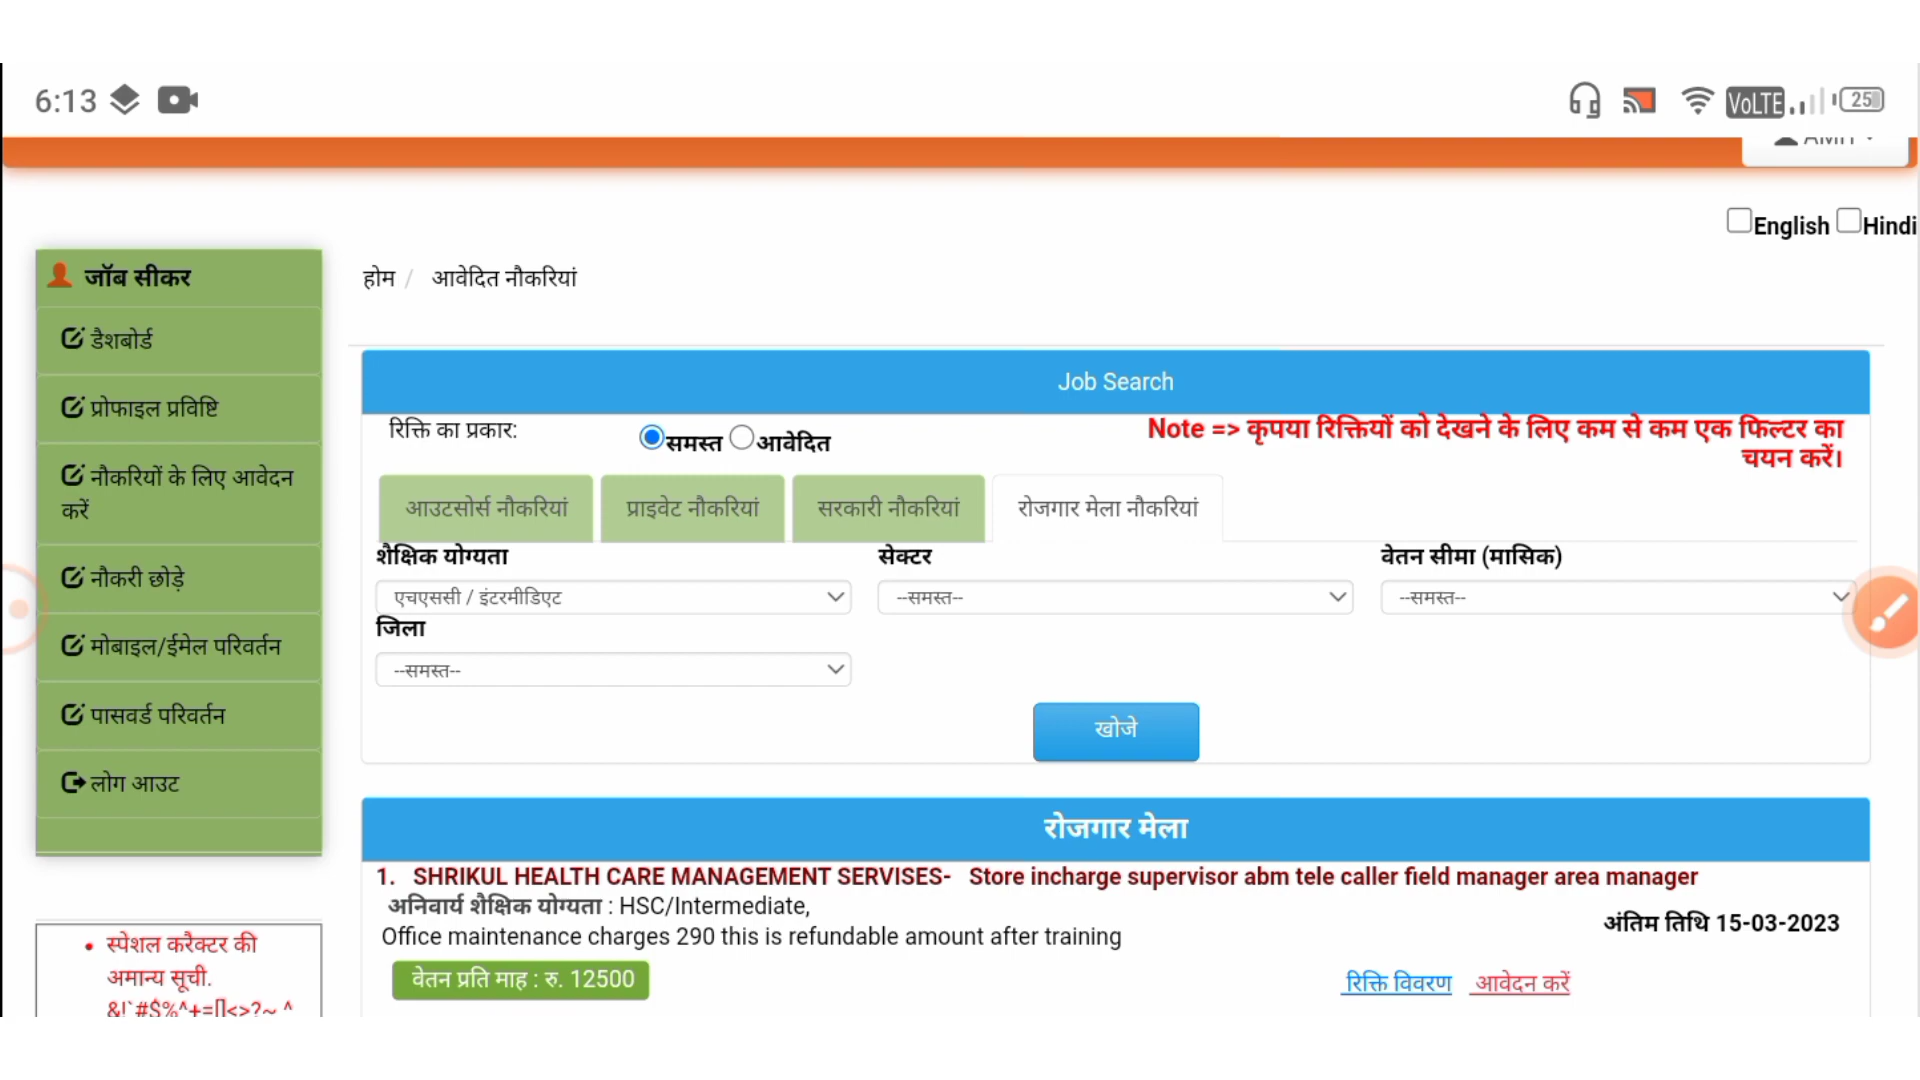 6:13 VoLTE 25
English Hindi
जॉब सीकर
डैशबोर्ड
प्रोफाइल प्रविष्टि
नौकरियों के लिए आवेदन
करें
नौकरी छोड़े
मोबाइल/ईमेल परिवर्तन
पासवर्ड परिवर्तन
लोग आउट
स्पेशल करैक्टर की
अमान्य सूची.
&!`#$%^+=[]<>?~ ^
होम / आवेदित नौकरियां
Job Search
रिक्ति का प्रकार: समस्त आवेदित
Note => कृपया रिक्तियों को देखने के लिए कम से कम एक फिल्टर का
चयन करें।
आउटसोर्स नौकरियां प्राइवेट नौकरियां सरकारी नौकरियां रोजगार मेला नौकरियां
शैक्षिक योग्यता सेक्टर वेतन सीमा (मासिक)
एचएससी / इंटरमीडिएट --समस्त-- --समस्त--
जिला
--समस्त--
खोजे
रोजगार मेला
1. SHRIKUL HEALTH CARE MANAGEMENT SERVISES- Store incharge supervisor abm tele caller field manager area manager
अनिवार्य शैक्षिक योग्यता : HSC/Intermediate,
अंतिम तिथि 15-03-2023
Office maintenance charges 290 this is refundable amount after training
वेतन प्रति माह : रु. 12500
रिक्ति विवरण आवेदन करें